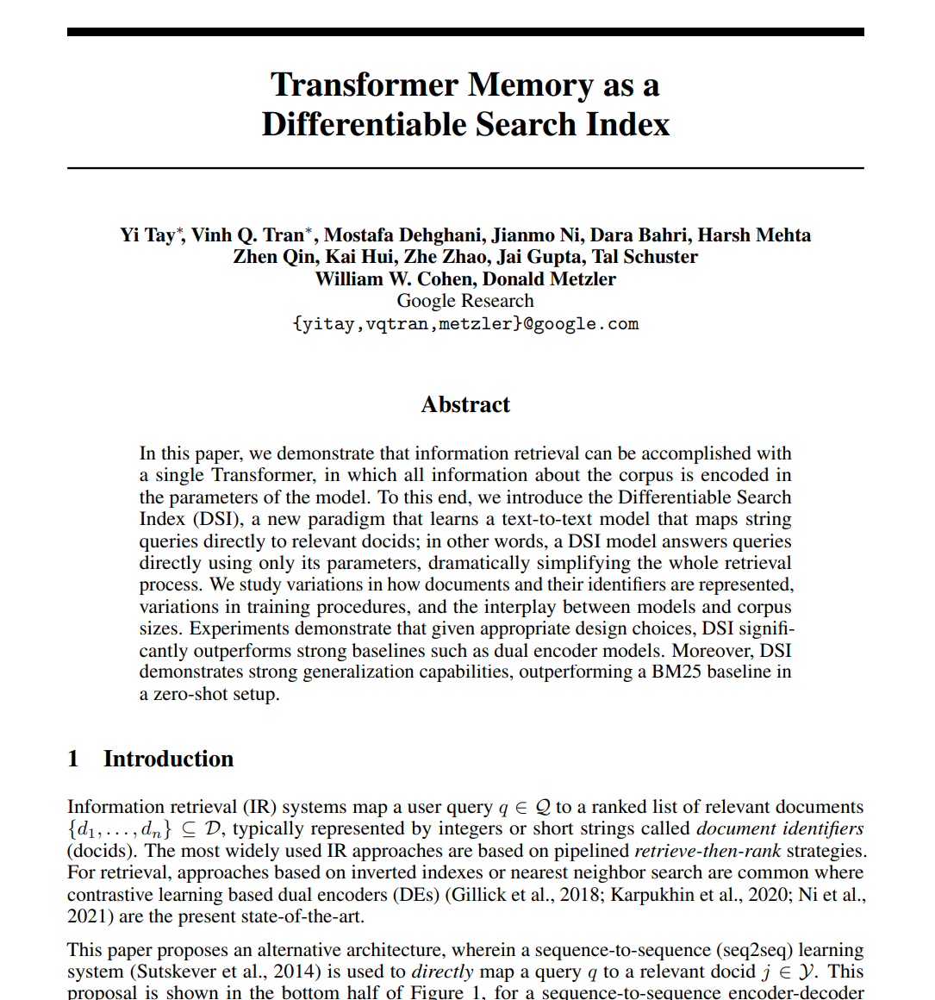 Transformer Memory as a
Differentiable Search Index
Yi Tay*, Vinh Q. Tran*, Mostafa Dehghani, Jianmo Ni, Dara Bahri, Harsh Mehta
Zhen Qin, Kai Hui, Zhe Zhao, Jai Gupta, Tal Schuster
William W. Cohen, Donald Metzler
Google Research
{yitay,vqtran,metzler}@google.com
Abstract
In this paper, we demonstrate that information retrieval can be accomplished with
a single Transformer, in which all information about the corpus is encoded in
the parameters of the model. To this end, we introduce the Differentiable Search
Index (DSI), a new paradigm that learns a text-to-text model that maps string
queries directly to relevant docids; in other words, a DSI model answers queries
directly using only its parameters, dramatically simplifying the whole retrieval
process. We study variations in how documents and their identifiers are represented,
variations in training procedures, and the interplay between models and corpus
sizes. Experiments demonstrate that given appropriate design choices, DSI signifi-
cantly outperforms strong baselines such as dual encoder models. Moreover, DSI
demonstrates strong generalization capabilities, outperforming a BM25 baseline in
a zero-shot setup.
1 Introduction
Information retrieval (IR) systems map a user query q ∈ 𝒬 to a ranked list of relevant documents
{d₁, . . . , dₙ} ⊆ 𝒟, typically represented by integers or short strings called document identifiers
(docids). The most widely used IR approaches are based on pipelined retrieve-then-rank strategies.
For retrieval, approaches based on inverted indexes or nearest neighbor search are common where
contrastive learning based dual encoders (DEs) (Gillick et al., 2018; Karpukhin et al., 2020; Ni et al.,
2021) are the present state-of-the-art.
This paper proposes an alternative architecture, wherein a sequence-to-sequence (seq2seq) learning
system (Sutskever et al., 2014) is used to directly map a query q to a relevant docid j ∈ 𝒴. This
proposal is shown in the bottom half of Figure 1, for a sequence-to-sequence encoder-decoder